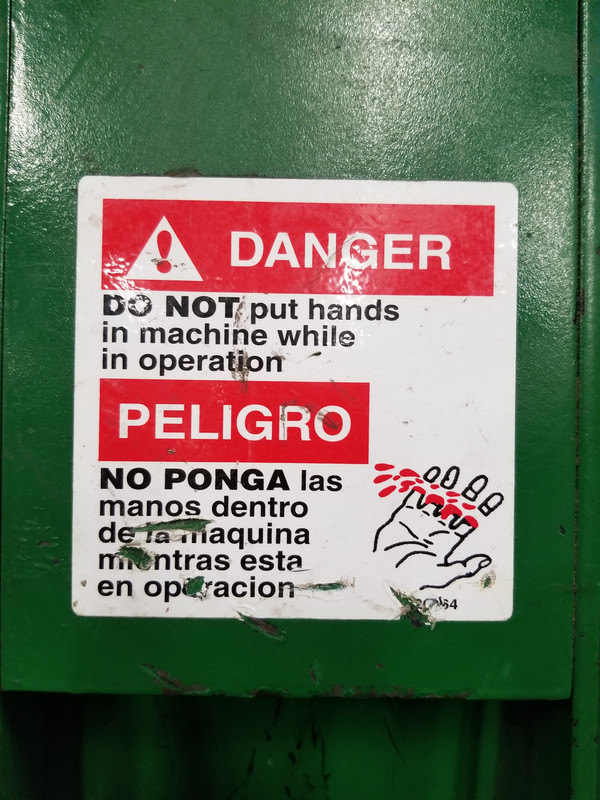 DANGER
DO NOT put hands
in machine while
in operation
PELIGRO
NO PONGA las
manos dentro
de la maquina
mientras esta
en operacion